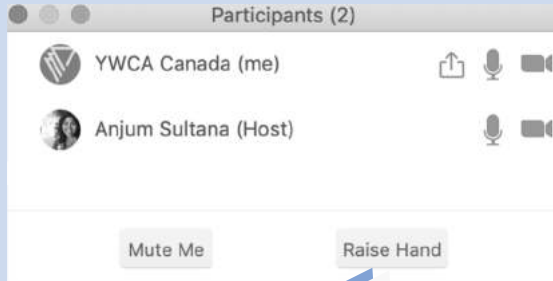 Participants (2)
YWCA Canada (me)
Anjum Sultana (Host)
Mute Me Raise Hand